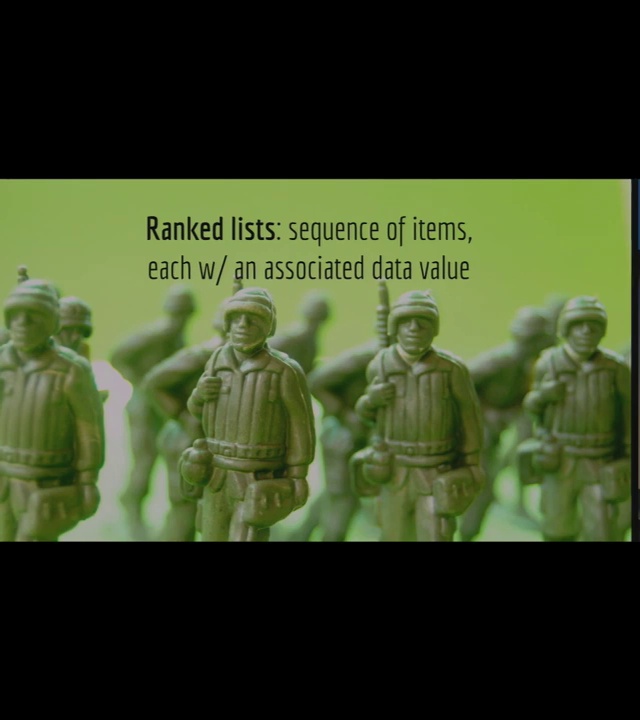 Ranked lists: sequence of items,
each w/ an associated data value